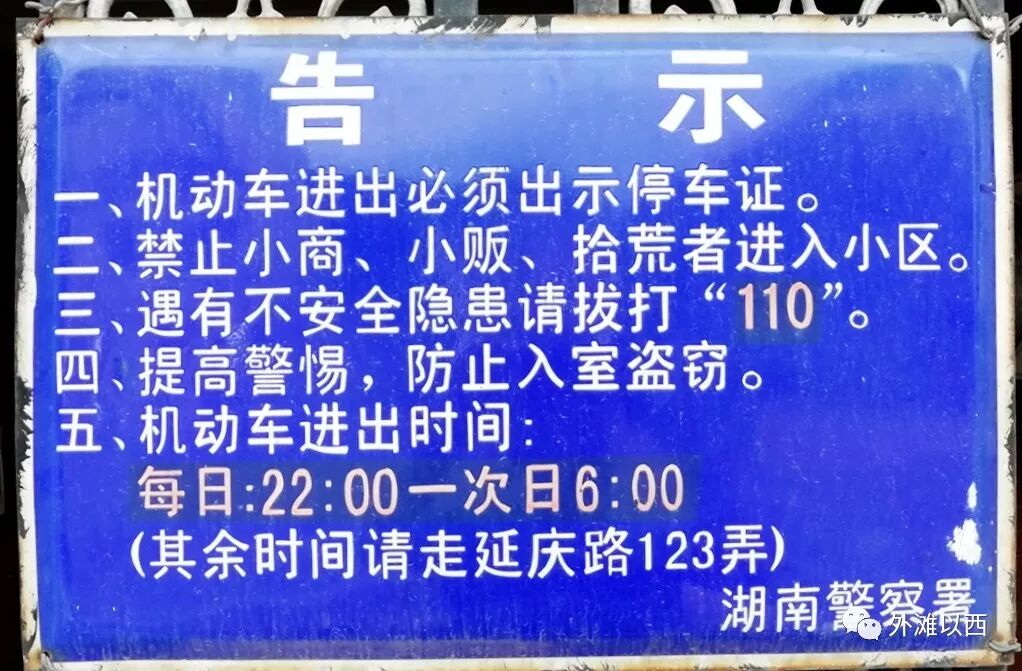 告 示
一、机动车进出必须出示停车证。
二、禁止小商、小贩、拾荒者进入小区。
三、遇有不安全隐患请拔打“110”。
四、提高警惕，防止入室盗窃。
五、机动车进出时间:
每日:22:00一次日6:00
(其余时间请走延庆路123弄)
湖南警察署
外滩以西